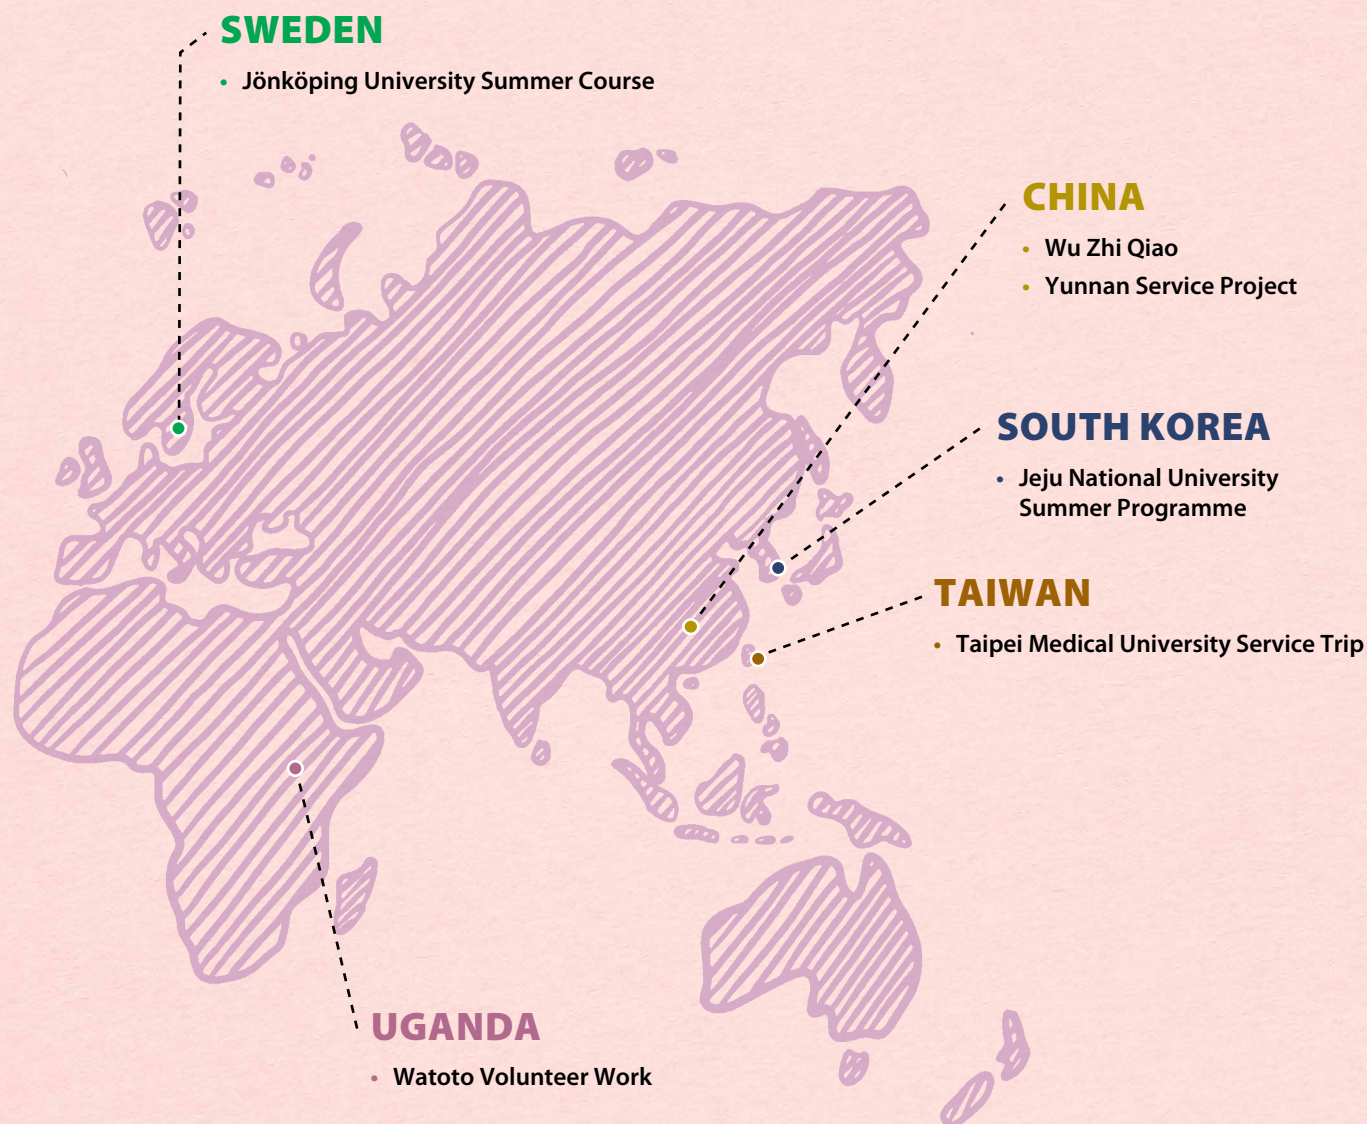 SWEDEN
• Jönköping University Summer Course
CHINA
• Wu Zhi Qiao
• Yunnan Service Project
SOUTH KOREA
• Jeju National University
Summer Programme
TAIWAN
• Taipei Medical University Service Trip
UGANDA
• Watoto Volunteer Work